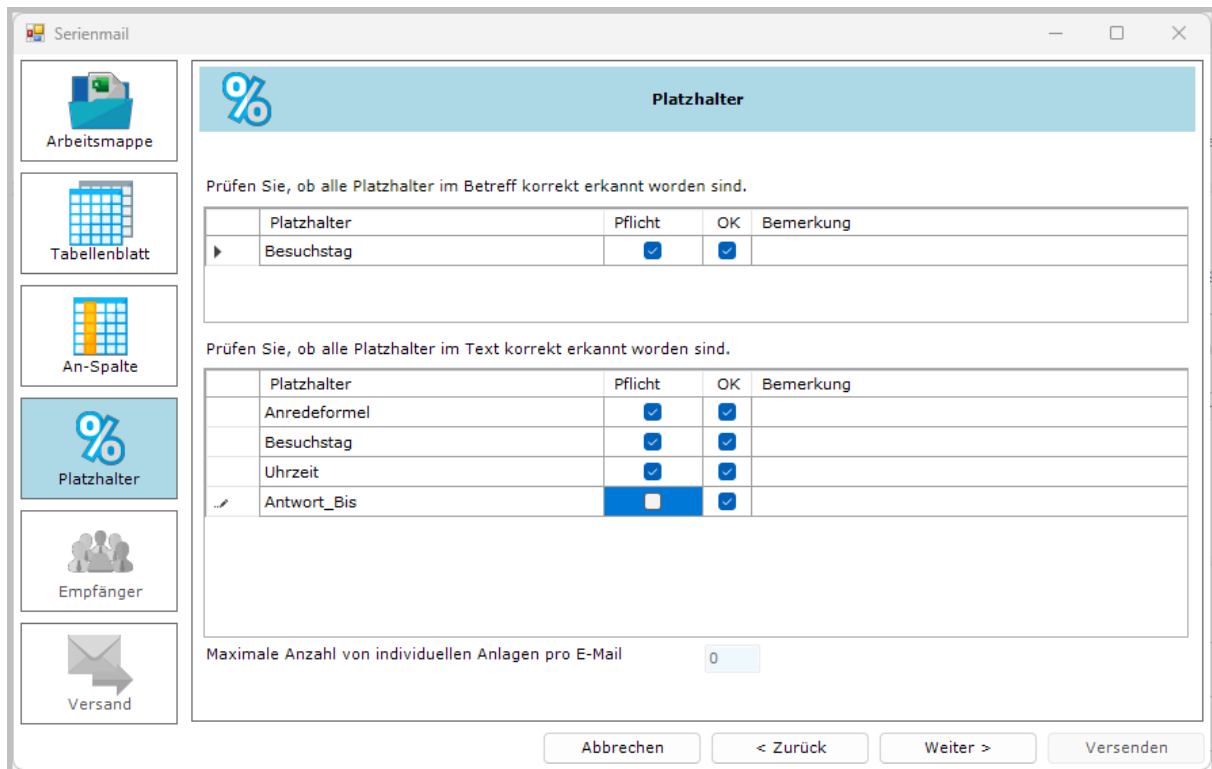 Serienmail
Arbeitsmappe
Tabellenblatt
An-Spalte
Platzhalter
Empfänger
Versand
Platzhalter
Prüfen Sie, ob alle Platzhalter im Betreff korrekt erkannt worden sind.
Platzhalter Pflicht OK Bemerkung
Besuchstag
Prüfen Sie, ob alle Platzhalter im Text korrekt erkannt worden sind.
Platzhalter Pflicht OK Bemerkung
Anredeformel
Besuchstag
Uhrzeit
Antwort_Bis
Maximale Anzahl von individuellen Anlagen pro E-Mail 0
Abbrechen < Zurück Weiter > Versenden